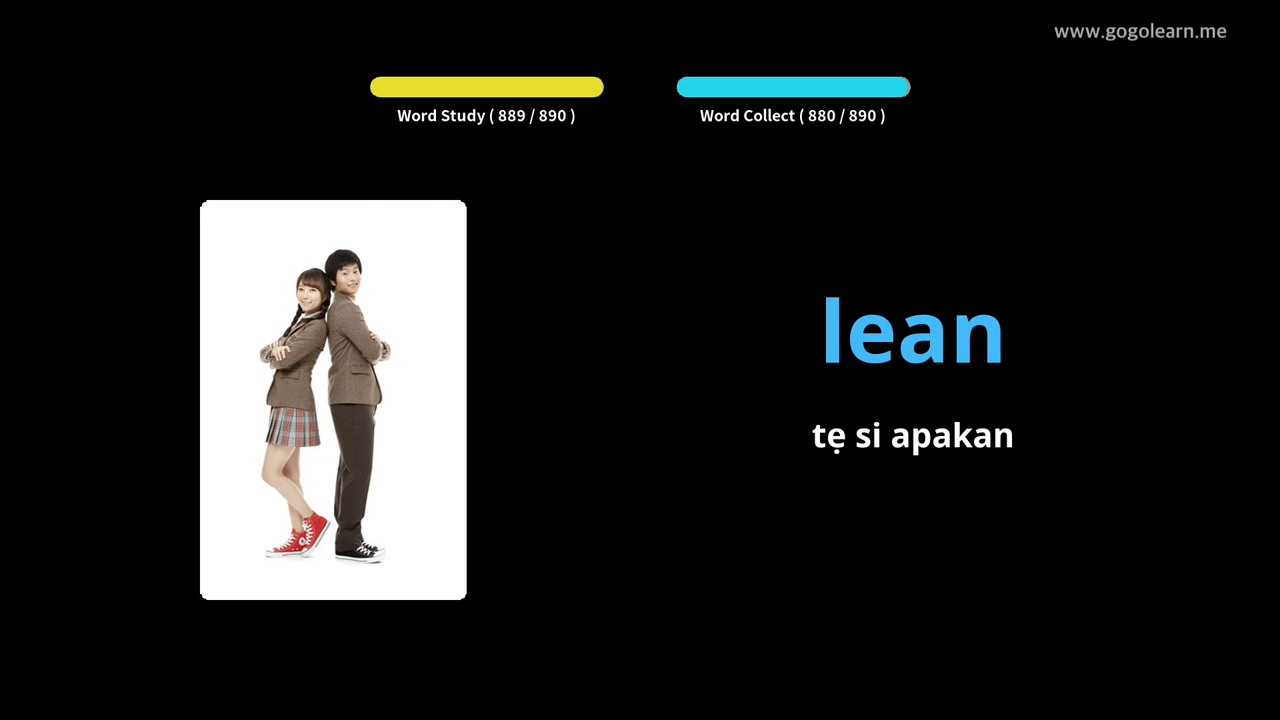 www.gogolearn.me
Word Study ( 889 / 890 )
Word Collect ( 880 / 890 )
lean
tẹ si apakan